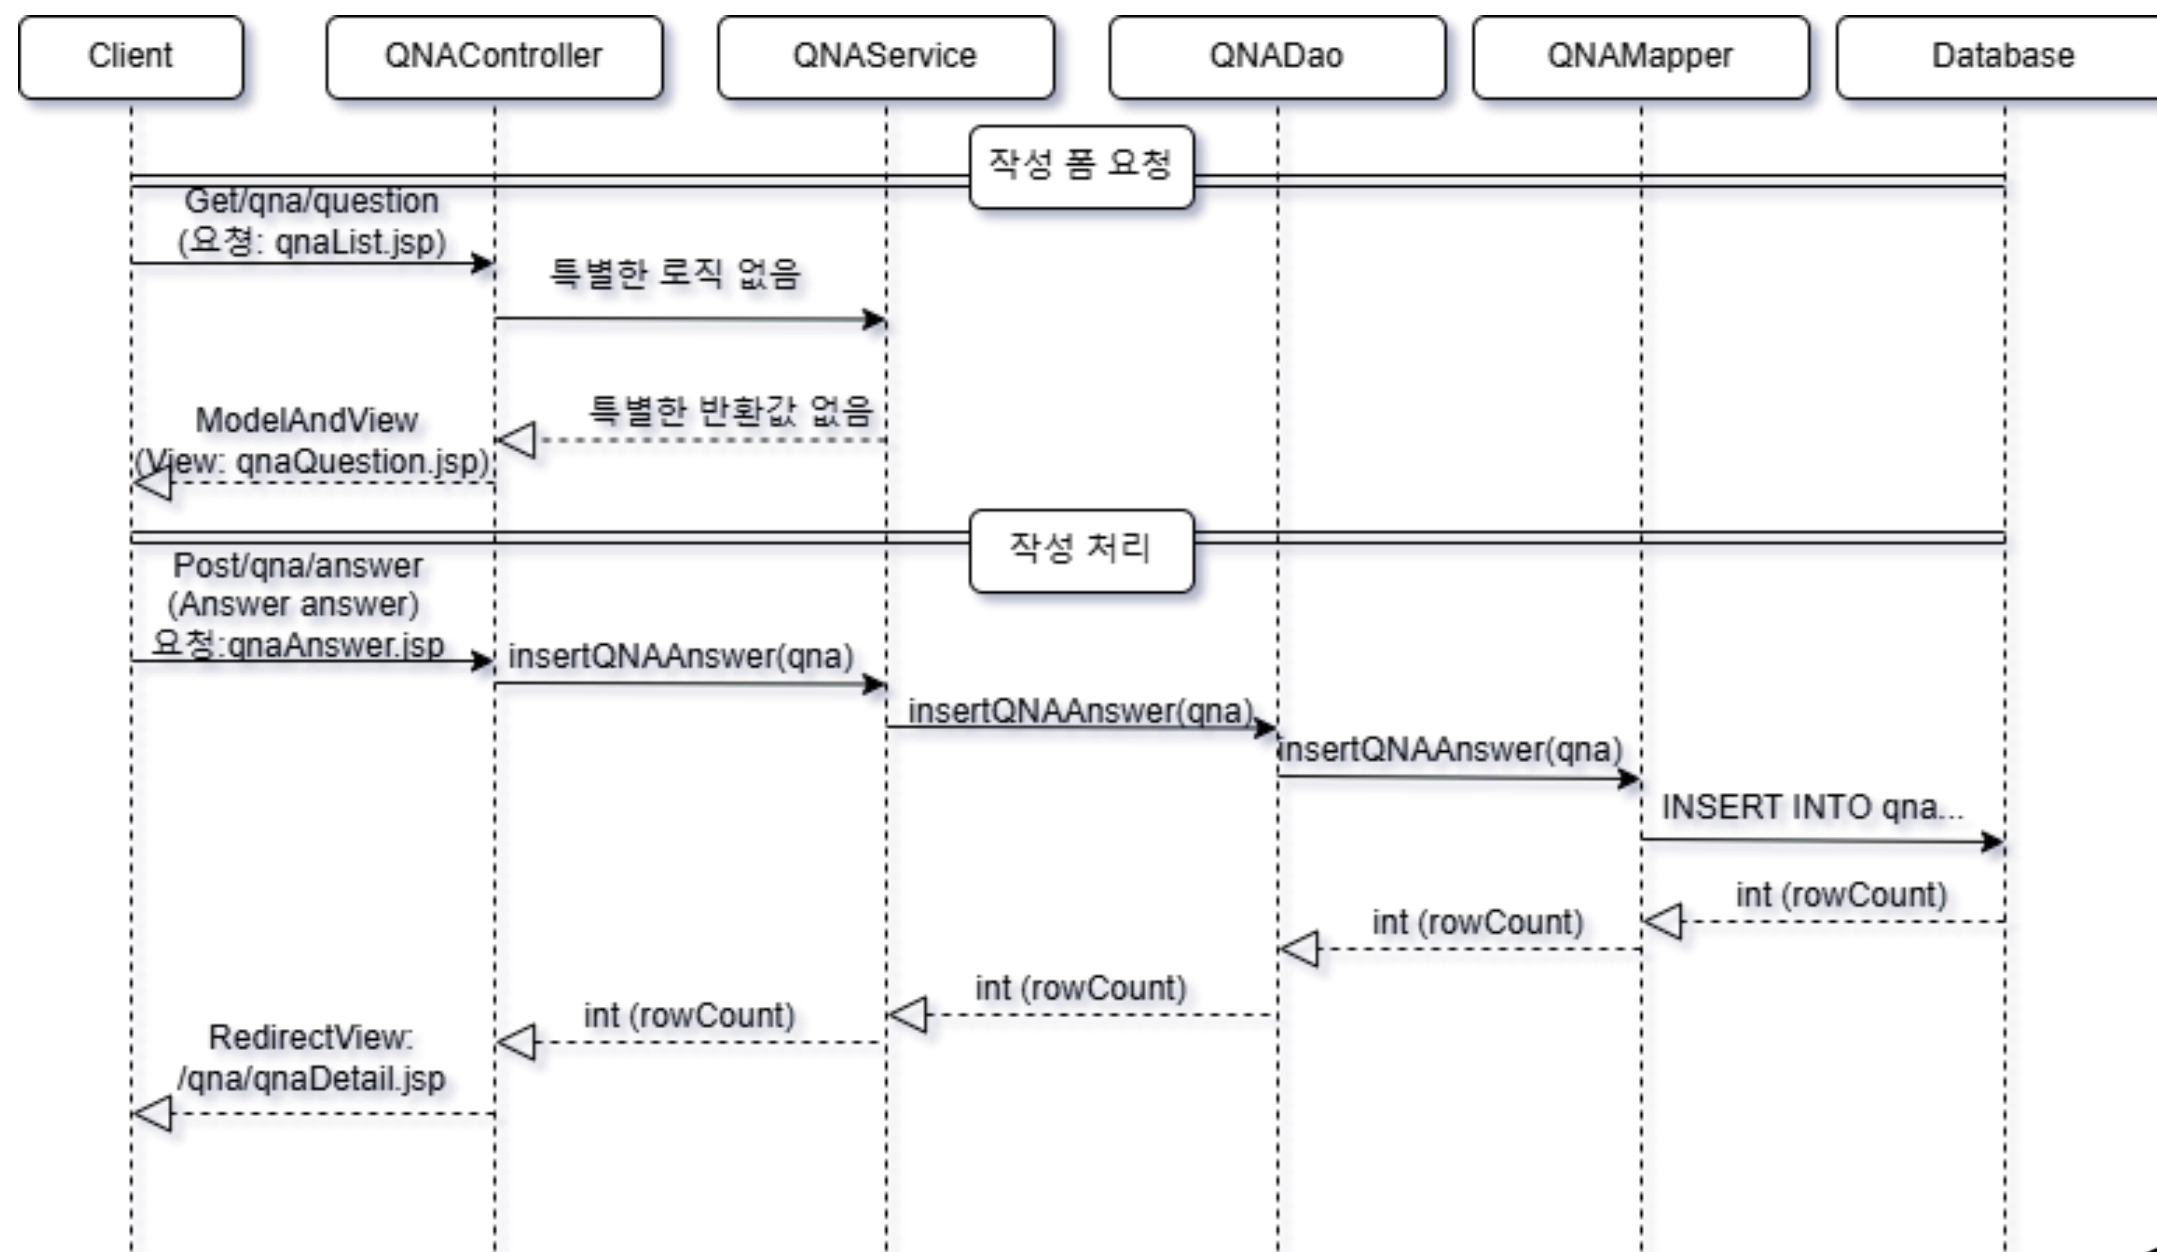 Client
QNAController
QNAService
QNADao
QNAMapper
Database
작성 폼 요청
Get/qna/question
(요청: qnaList.jsp)
특별한 로직 없음
특별한 반환값 없음
ModelAndView
(View: qnaQuestion.jsp)
작성 처리
Post/qna/answer
(Answer answer)
요청:qnaAnswer.jsp
insertQNAAnswer(qna)
insertQNAAnswer(qna)
insertQNAAnswer(qna)
INSERT INTO qna...
int (rowCount)
int (rowCount)
int (rowCount)
int (rowCount)
RedirectView:
/qna/qnaDetail.jsp